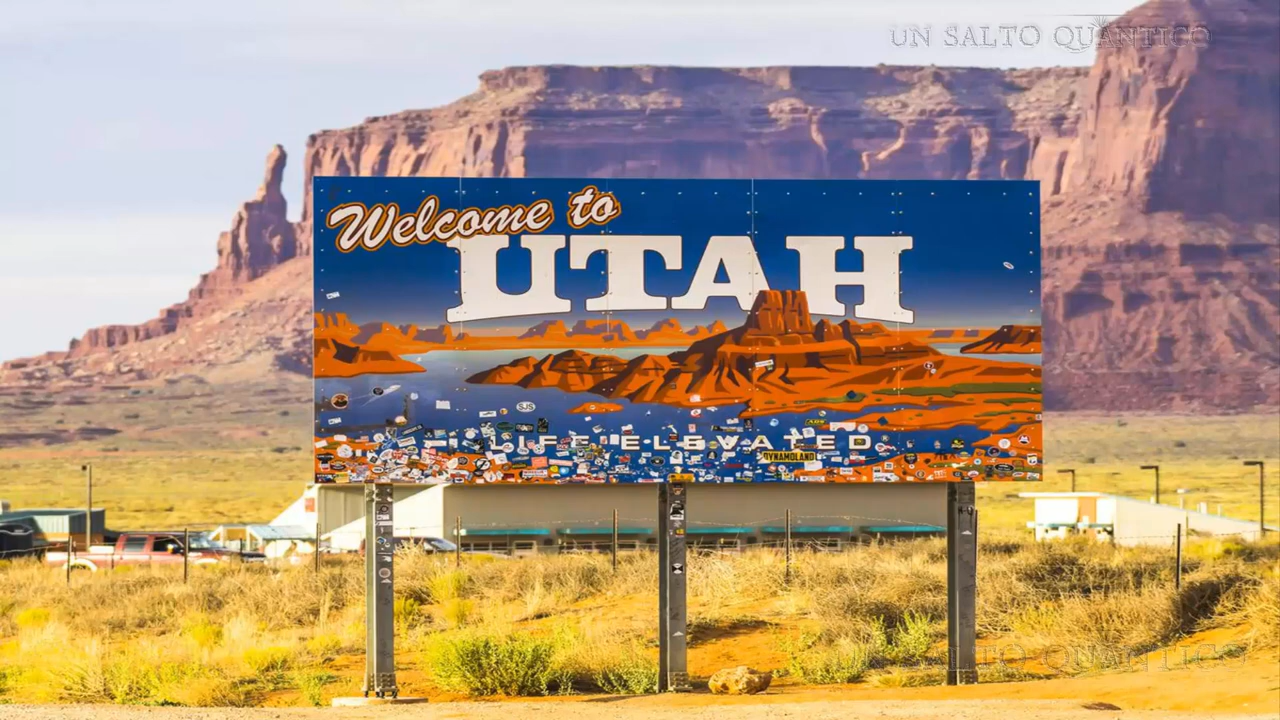 UN SALTO QUANTICO
Welcome to
UTAH
SJS
LIFE ELEVATED
DYNAMOLAND
UN SALTO QUANTICO